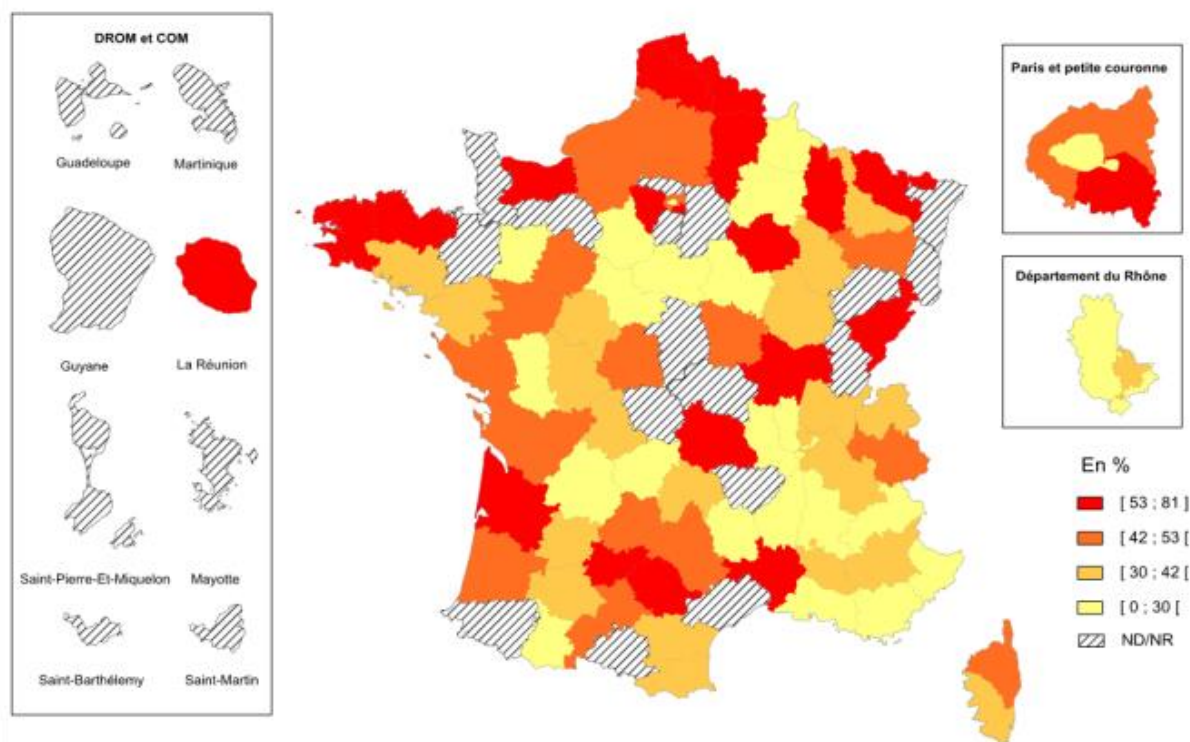 DROM et COM
Guadeloupe
Martinique
Guyane
La Réunion
Saint-Pierre-Et-Miquelon
Mayotte
Saint-Barthélemy
Saint-Martin
Paris et petite couronne
Département du Rhône
En %
[ 53 ; 81 ]
[ 42 ; 53 [
[ 30 ; 42 [
[ 0 ; 30 [
ND/NR